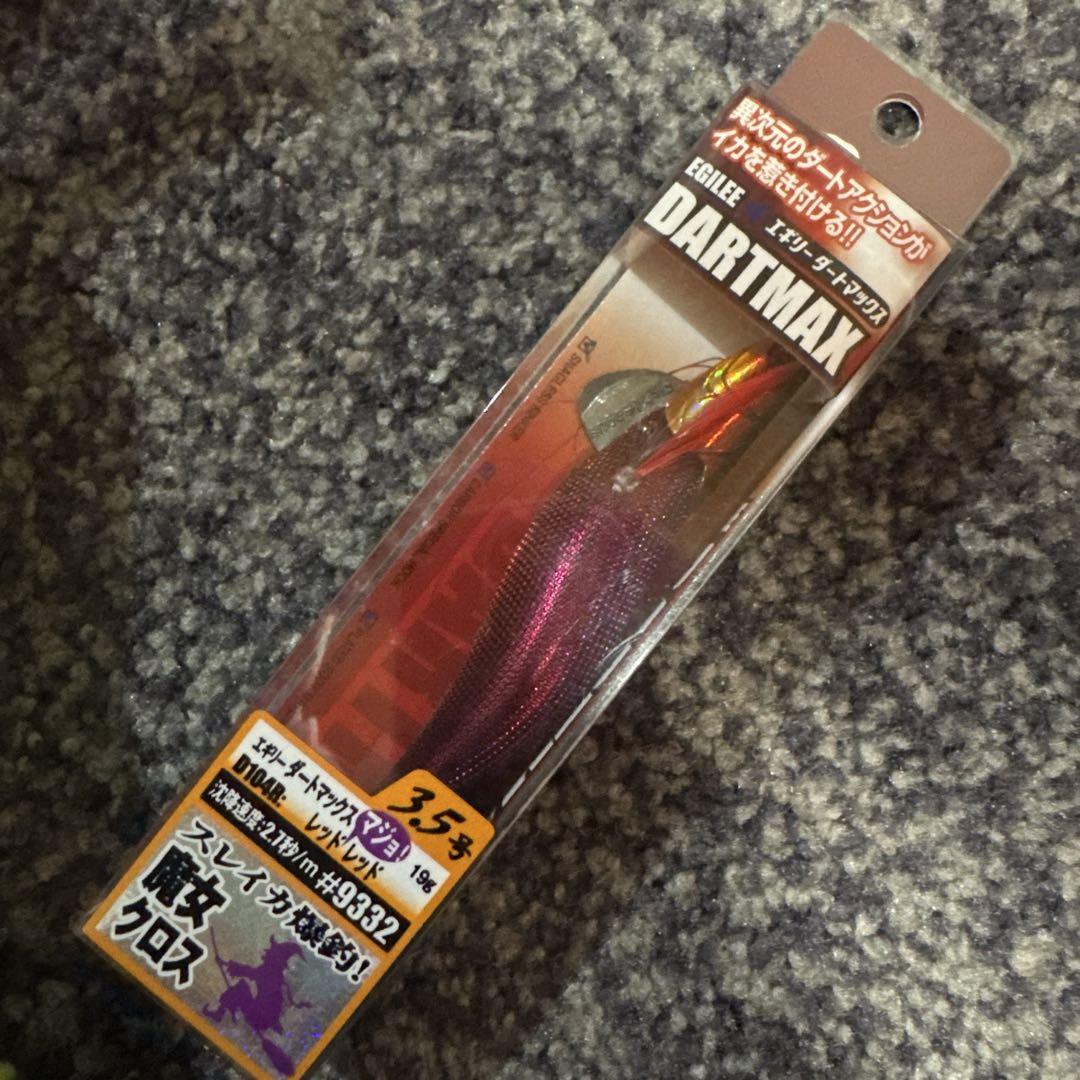 異次元のダートアクションが
イカを惹き付ける!!
EGILEE エギリーダートマックス
DARTMAX
エギリーダートマックス マジョ!
3.5号
D104R:
レッド/レッド
19g
沈降速度:2.7秒/m #9332
スレイカ爆釣!
魔女
クロス